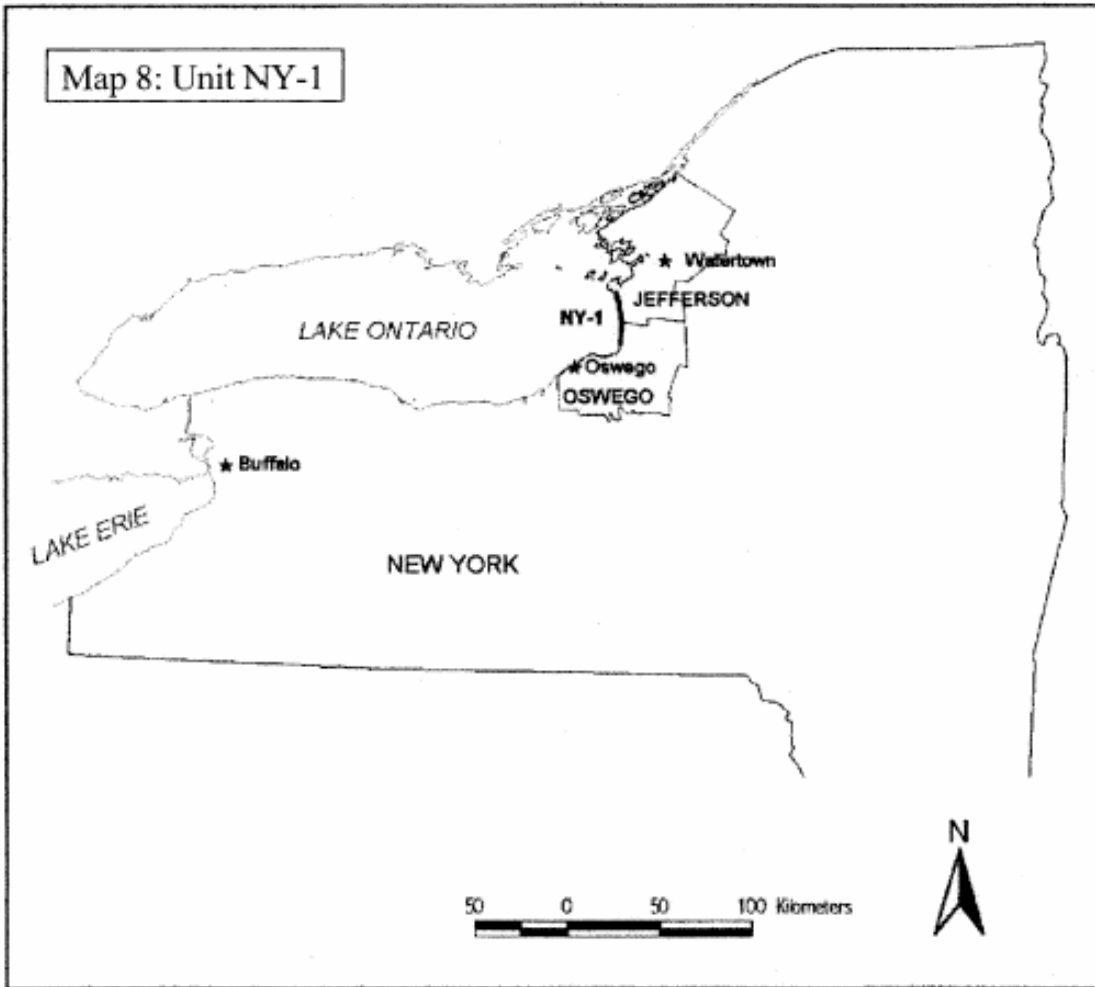 Map 8: Unit NY-1
Watertown
JEFFERSON
NY-1
LAKE ONTARIO
Oswego
OSWEGO
Buffalo
LAKE ERIE
NEW YORK
N
50 0 50 100 Kilometers